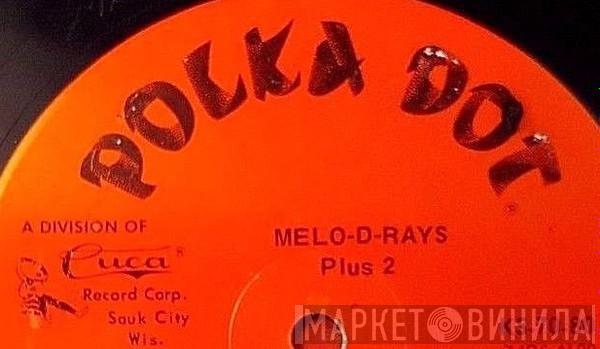 POLKA DOT®
A DIVISION OF
Cuca®
Record Corp.
Sauk City
Wis.
MELO-D-RAYS
Plus 2
МАРКЕТ ВИНИЛА